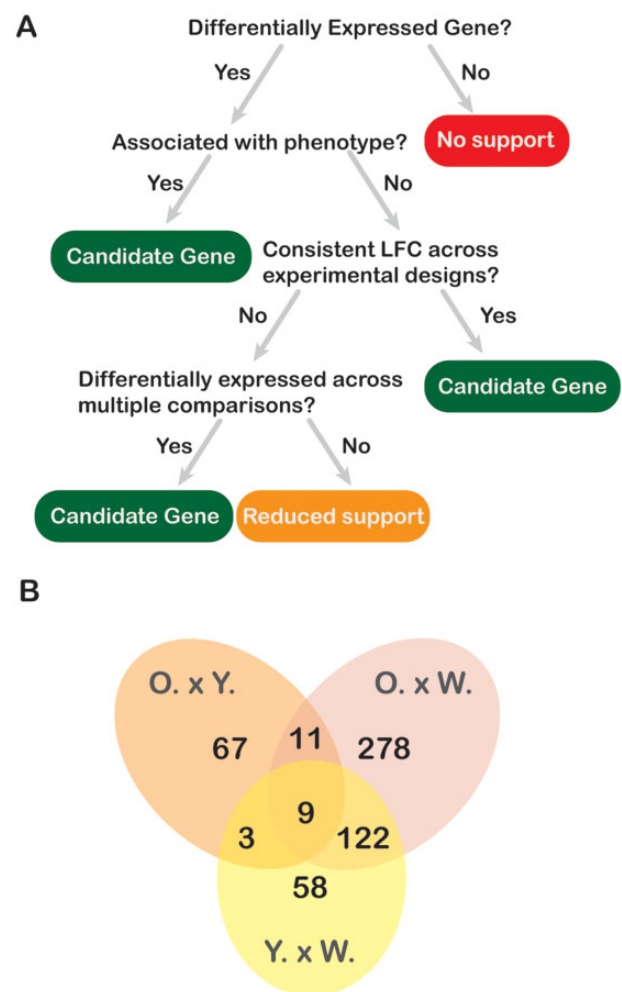 A
Differentially Expressed Gene?
Yes
No
Associated with phenotype?
No support
Yes
No
Candidate Gene
Consistent LFC across
experimental designs?
No
Yes
Differentially expressed across
multiple comparisons?
Candidate Gene
Yes
No
Candidate Gene
Reduced support
B
O. x Y.
O. x W.
67
11
278
9
3
122
58
Y. x W.